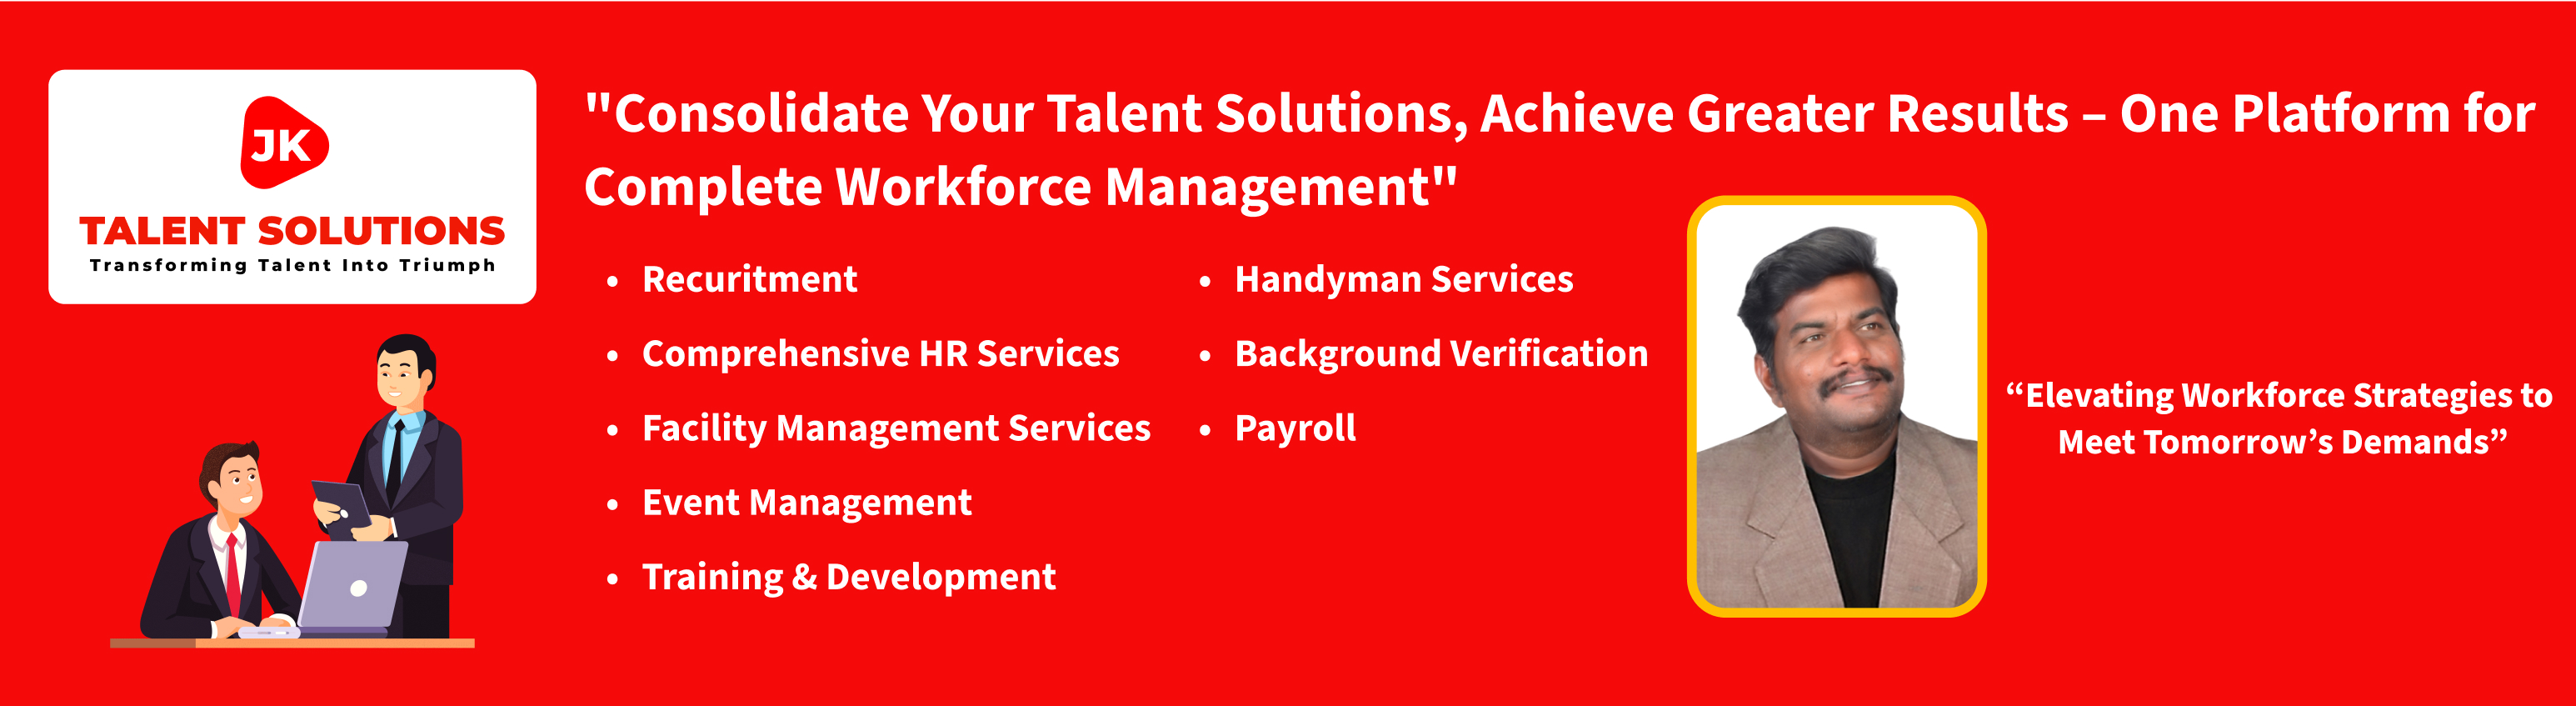 JK
TALENT SOLUTIONS
Transforming Talent Into Triumph
"Consolidate Your Talent Solutions, Achieve Greater Results – One Platform for
Complete Workforce Management"
• Recuritment
• Comprehensive HR Services
• Facility Management Services
• Event Management
• Training & Development
• Handyman Services
• Background Verification
• Payroll
“Elevating Workforce Strategies to
Meet Tomorrow’s Demands”